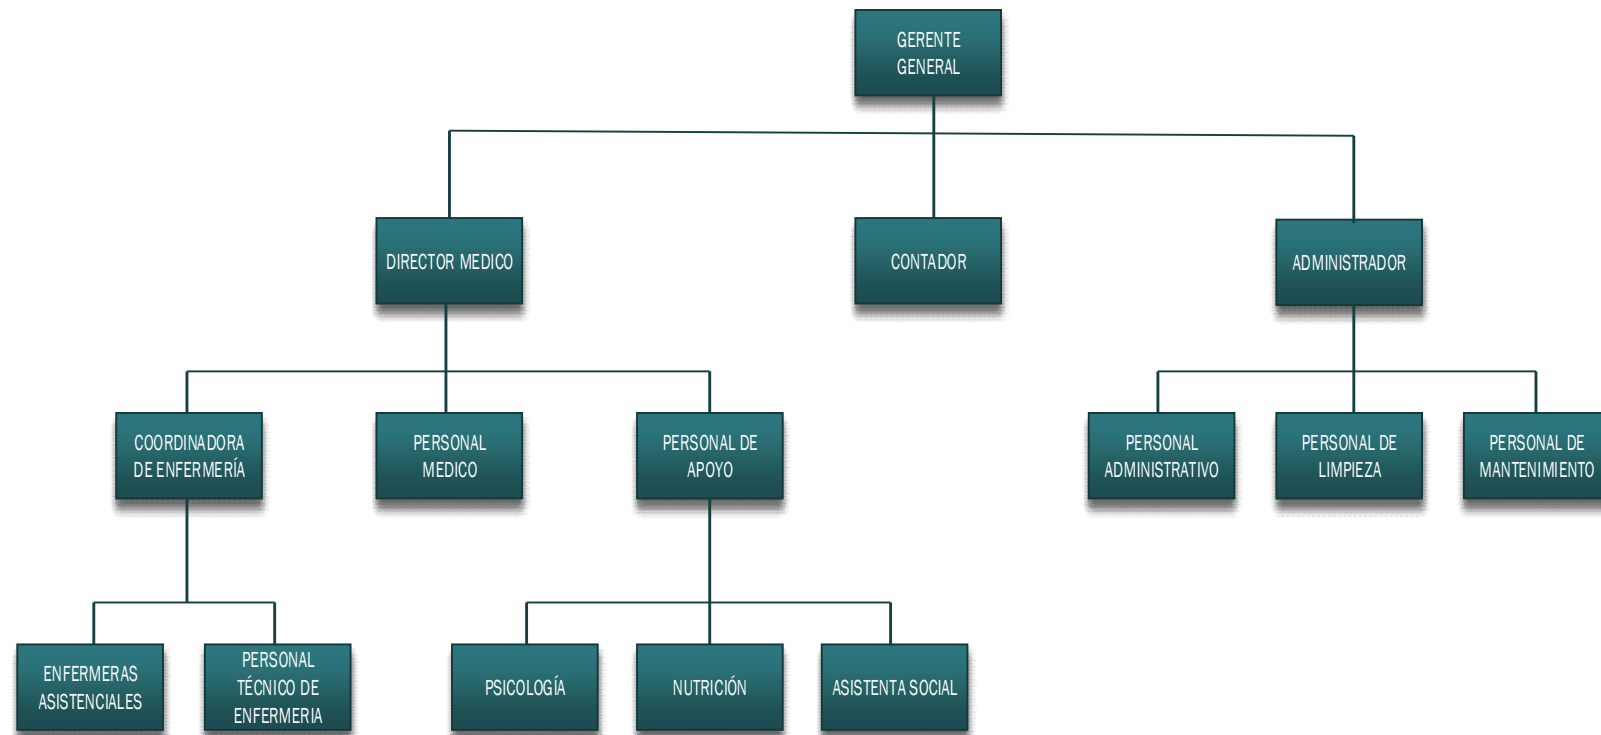 GERENTE
GENERAL
DIRECTOR MEDICO
CONTADOR
ADMINISTRADOR
COORDINADORA
DE ENFERMERÍA
PERSONAL
MEDICO
PERSONAL DE
APOYO
PERSONAL
ADMINISTRATIVO
PERSONAL DE
LIMPIEZA
PERSONAL DE
MANTENIMIENTO
ENFERMERAS
ASISTENCIALES
PERSONAL
TÉCNICO DE
ENFERMERIA
PSICOLOGÍA
NUTRICIÓN
ASISTENTA SOCIAL